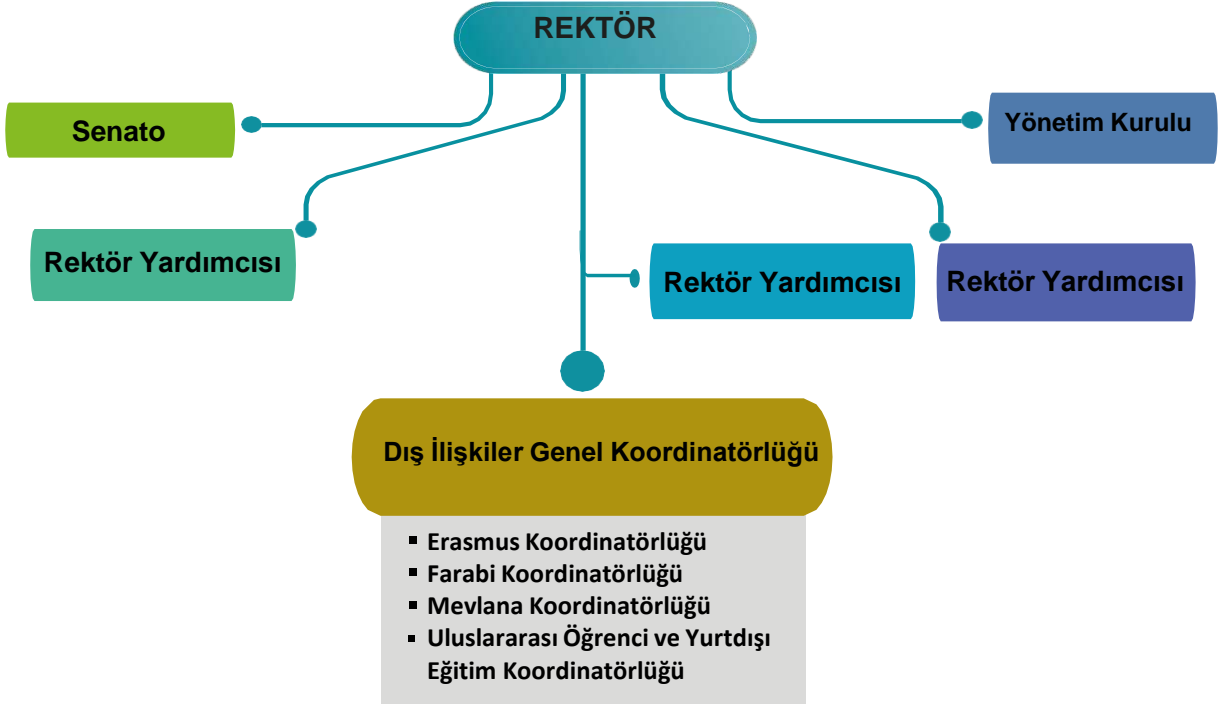 REKTÖR
Senato
Yönetim Kurulu
Rektör Yardımcısı
Rektör Yardımcısı
Rektör Yardımcısı
Dış İlişkiler Genel Koordinatörlüğü
▪ Erasmus Koordinatörlüğü
▪ Farabi Koordinatörlüğü
▪ Mevlana Koordinatörlüğü
▪ Uluslararası Öğrenci ve Yurtdışı
Eğitim Koordinatörlüğü